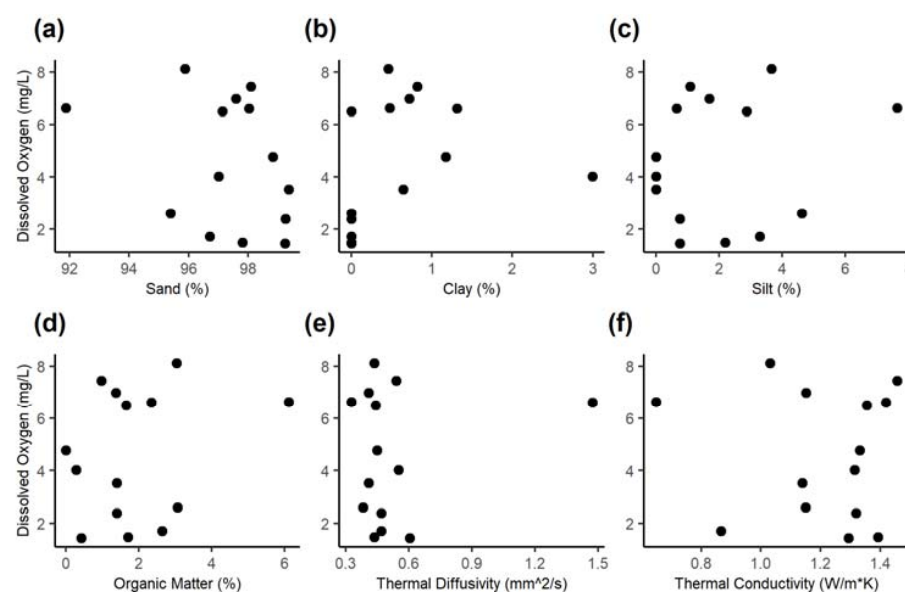 (a) (b) (c)
Dissolved Oxygen (mg/L)
8
6
4
2
92 94 96 98
Sand (%)
8
6
4
2
0 1 2 3
Clay (%)
8
6
4
2
0 2 4 6 8
Silt (%)
(d) (e) (f)
Dissolved Oxygen (mg/L)
8
6
4
2
0 2 4 6
Organic Matter (%)
8
6
4
2
0.3 0.6 0.9 1.2 1.5
Thermal Diffusivity (mm^2/s)
8
6
4
2
0.8 1.0 1.2 1.4
Thermal Conductivity (W/m*K)